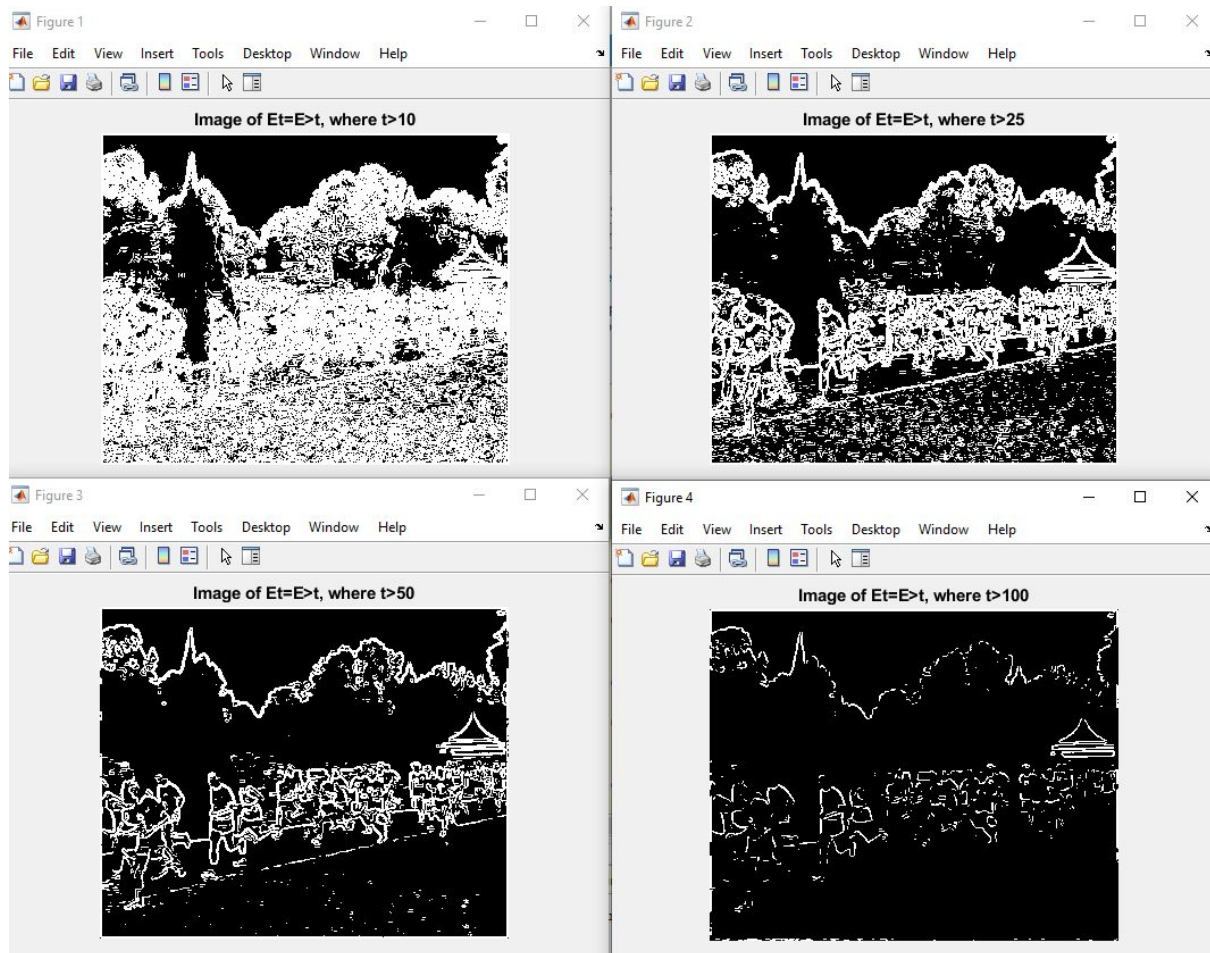 Figure 1
File Edit View Insert Tools Desktop Window Help
Image of Et=E>t, where t>10
Figure 2
File Edit View Insert Tools Desktop Window Help
Image of Et=E>t, where t>25
Figure 3
File Edit View Insert Tools Desktop Window Help
Image of Et=E>t, where t>50
Figure 4
File Edit View Insert Tools Desktop Window Help
Image of Et=E>t, where t>100